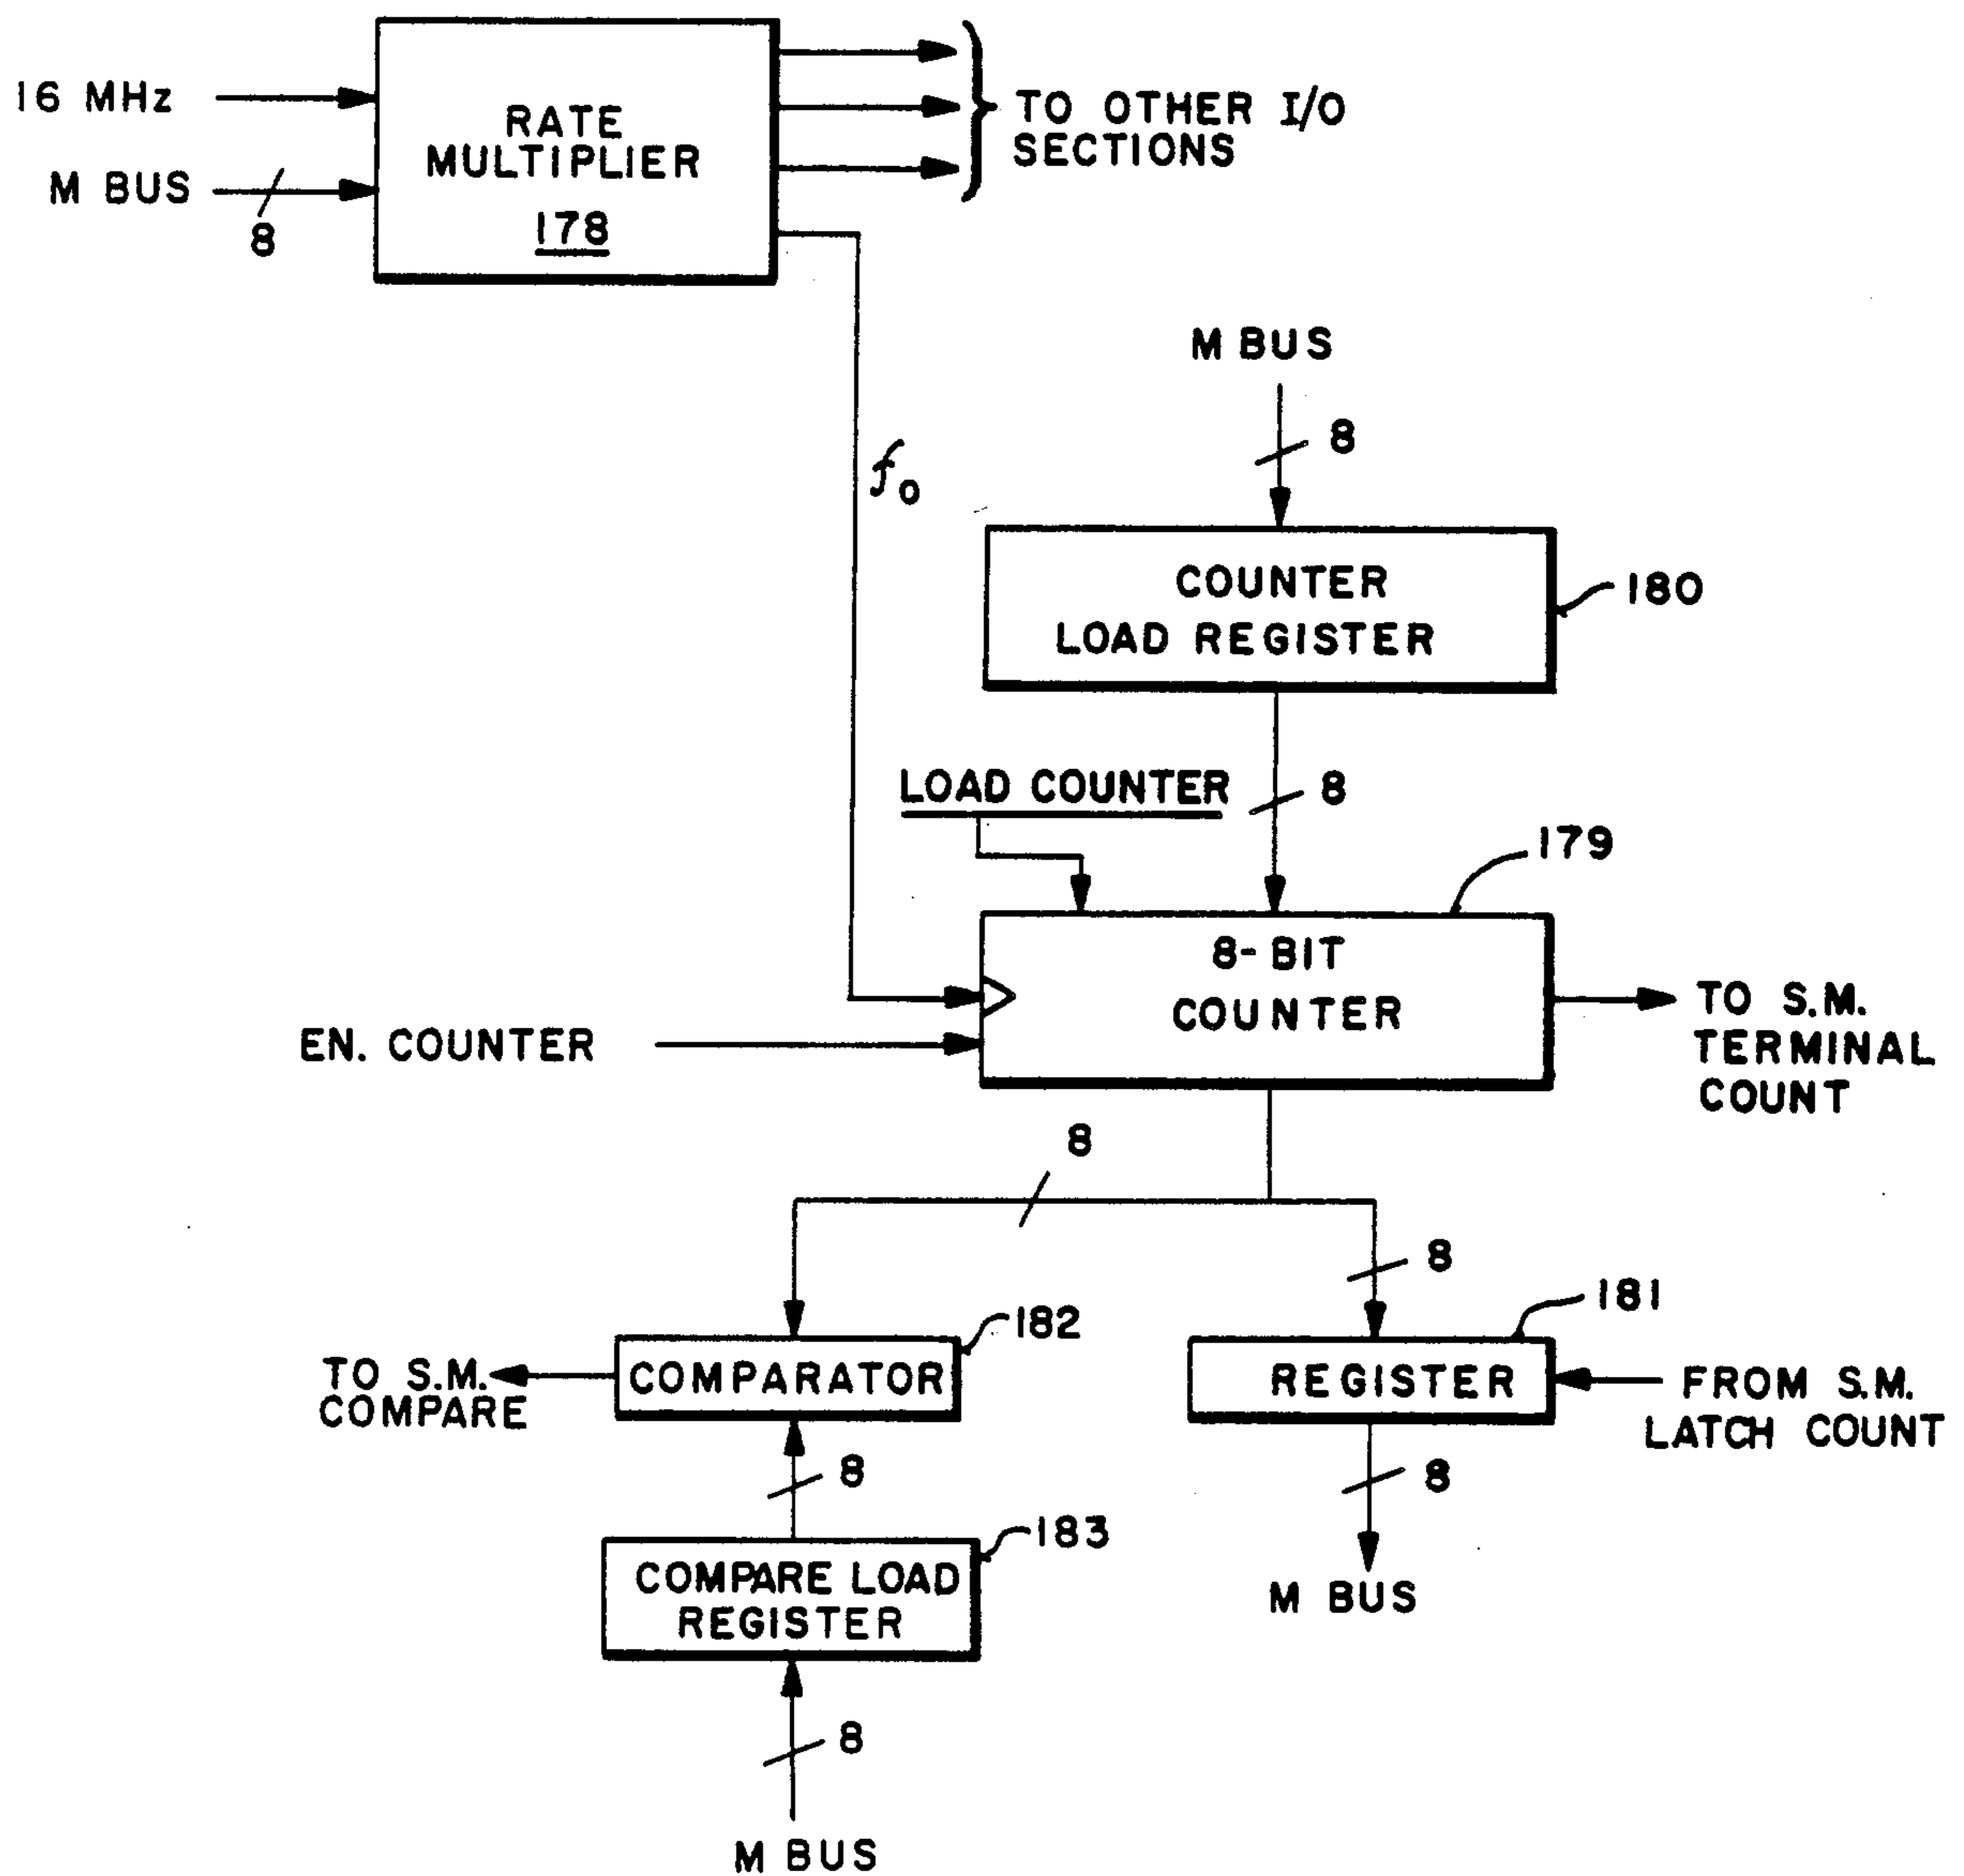 16 MHz
M BUS
8
RATE
MULTIPLIER
178
TO OTHER I/O
SECTIONS
f₀
M BUS
8
COUNTER
LOAD REGISTER
180
LOAD COUNTER
8
179
8-BIT
COUNTER
EN. COUNTER
TO S.M.
TERMINAL
COUNT
8
8
182
181
TO S.M.
COMPARE
COMPARATOR
REGISTER
FROM S.M.
LATCH COUNT
8
8
183
COMPARE LOAD
REGISTER
M BUS
8
M BUS